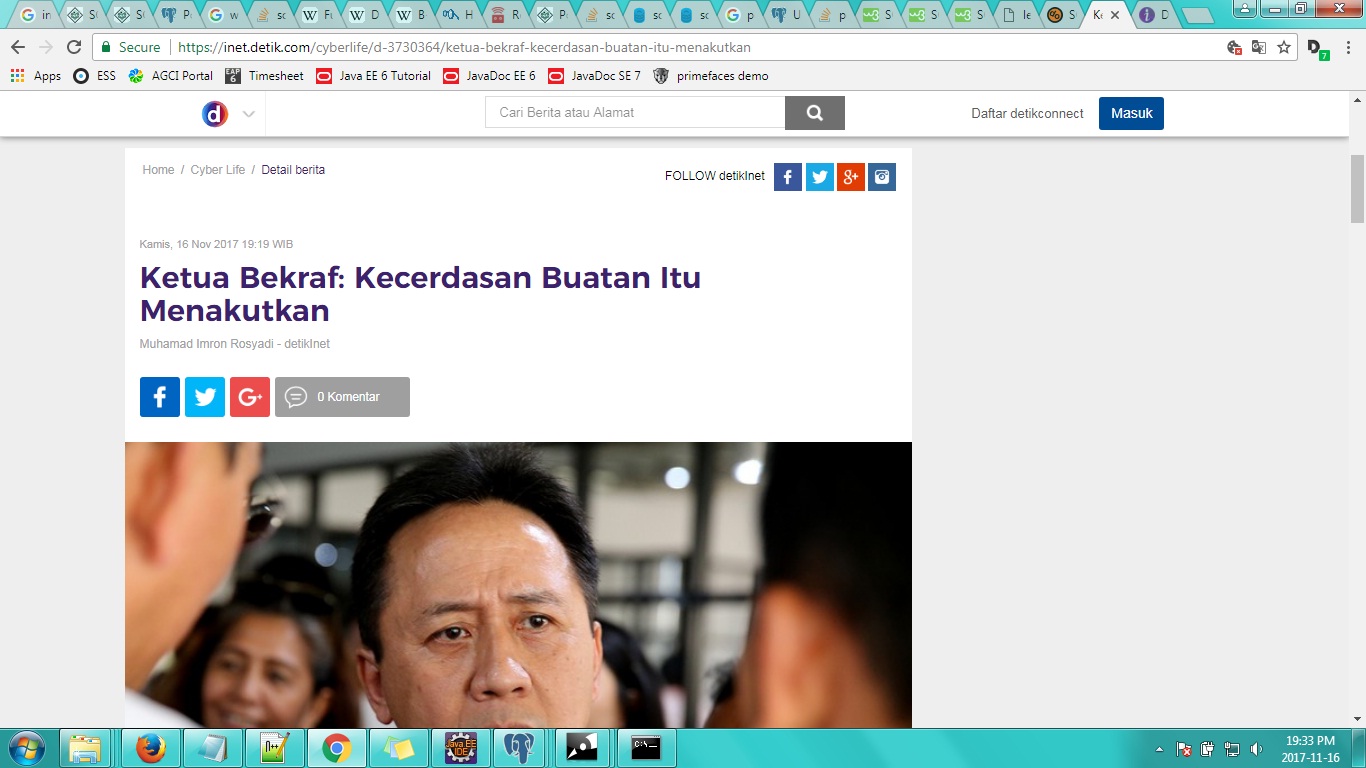 Secure
https://inet.detik.com/cyberlife/d-3730364/ketua-bekraf-kecerdasan-buatan-itu-menakutkan
Apps ESS AGCI Portal Timesheet Java EE 6 Tutorial JavaDoc EE 6 JavaDoc SE 7 primefaces demo
Cari Berita atau Alamat
Daftar detikconnect
Masuk
Home / Cyber Life / Detail berita
FOLLOW detikInet
Kamis, 16 Nov 2017 19:19 WIB
Ketua Bekraf: Kecerdasan Buatan Itu
Menakutkan
Muhamad Imron Rosyadi - detikInet
0 Komentar
19:33 PM
2017-11-16